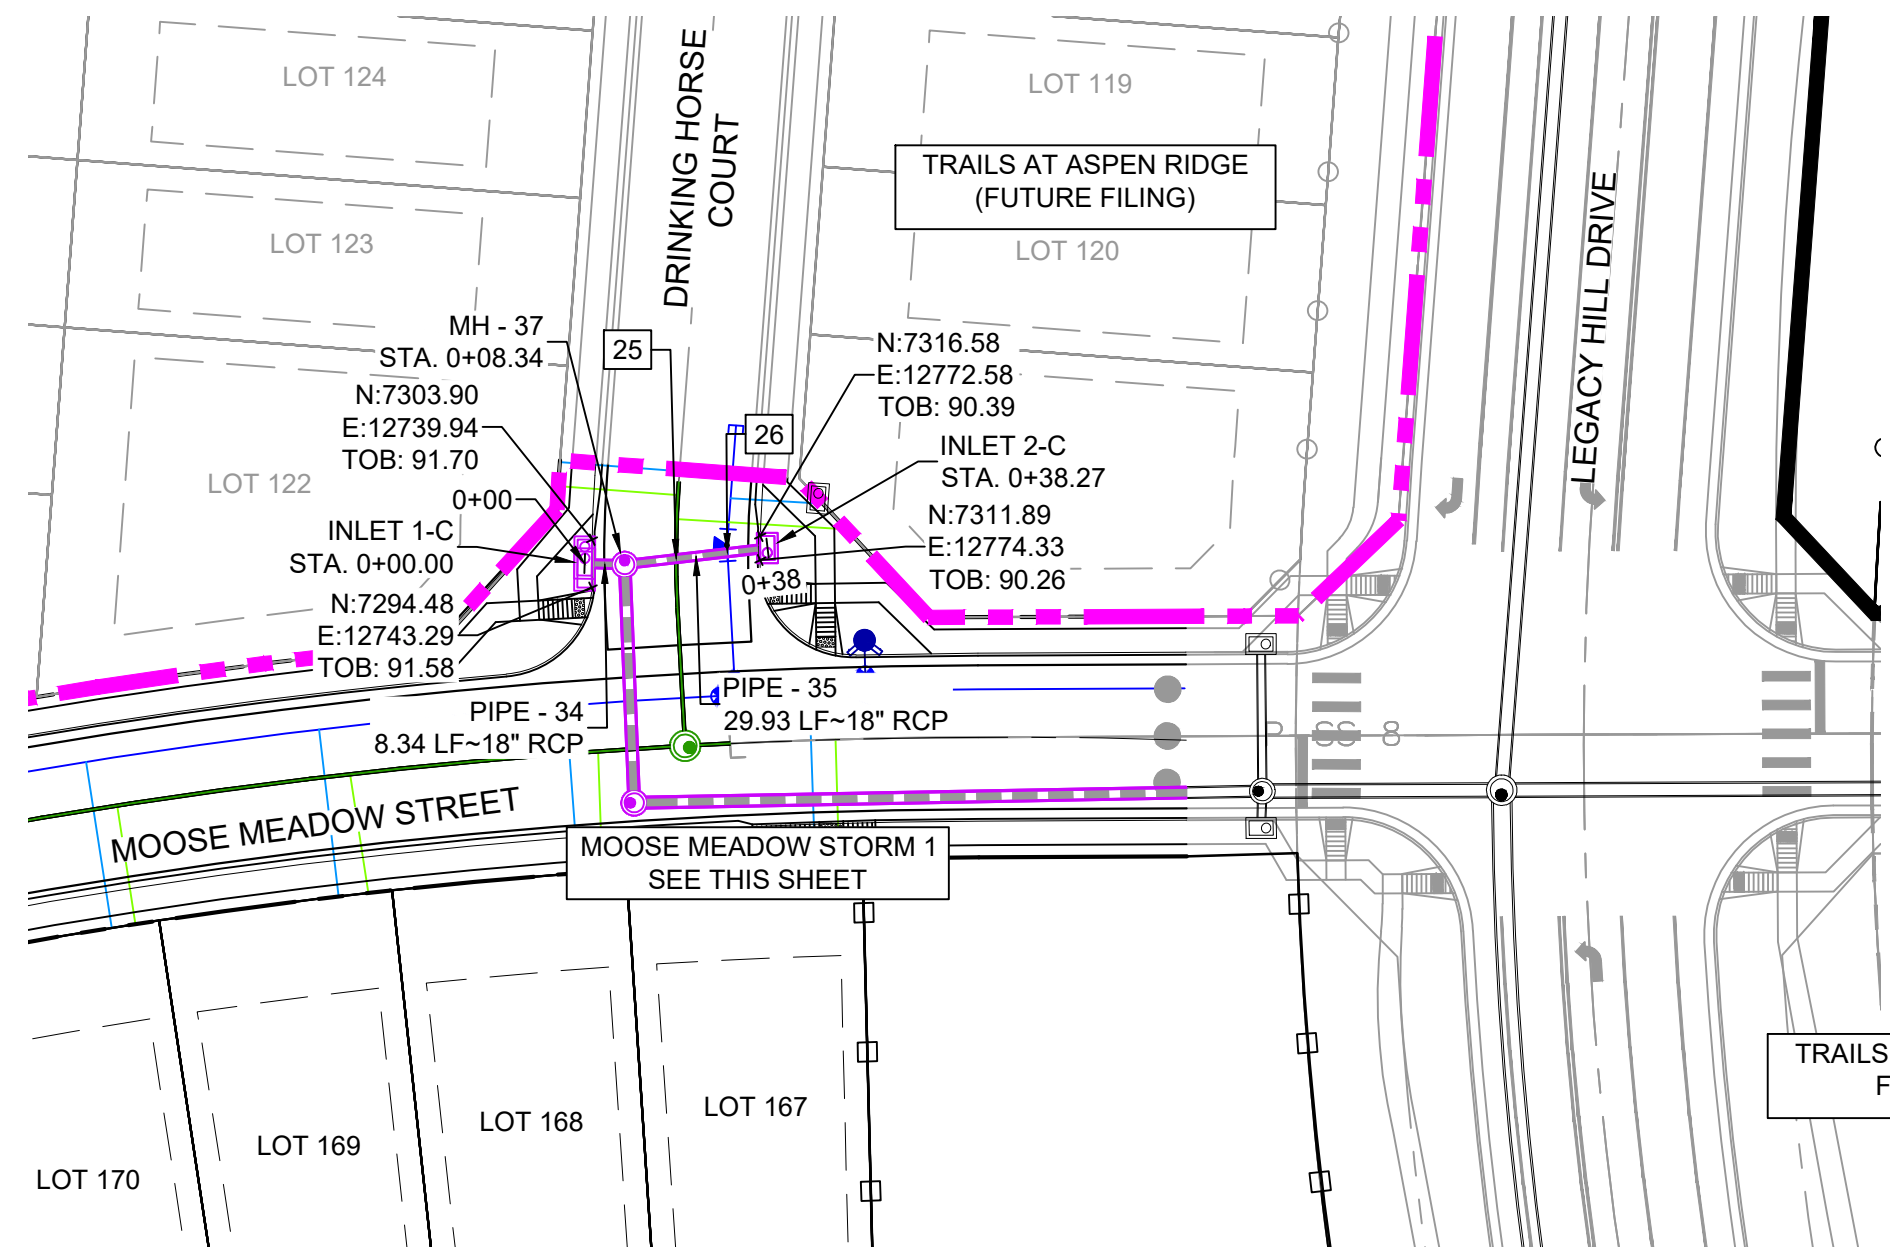 LOT 124
LOT 123
LOT 122
DRINKING HORSE
COURT
LOT 119
TRAILS AT ASPEN RIDGE
(FUTURE FILING)
LOT 120
LEGACY HILL DRIVE
MH - 37
STA. 0+08.34
25
N:7303.90
E:12739.94
TOB: 91.70
0+00
INLET 1-C
STA. 0+00.00
N:7294.48
E:12743.29
TOB: 91.58
26
N:7316.58
E:12772.58
TOB: 90.39
INLET 2-C
STA. 0+38.27
N:7311.89
E:12774.33
TOB: 90.26
0+38
PIPE - 34
8.34 LF~18" RCP
PIPE - 35
29.93 LF~18" RCP
MOOSE MEADOW STREET
MOOSE MEADOW STORM 1
SEE THIS SHEET
LOT 170
LOT 169
LOT 168
LOT 167
TRAILS
F